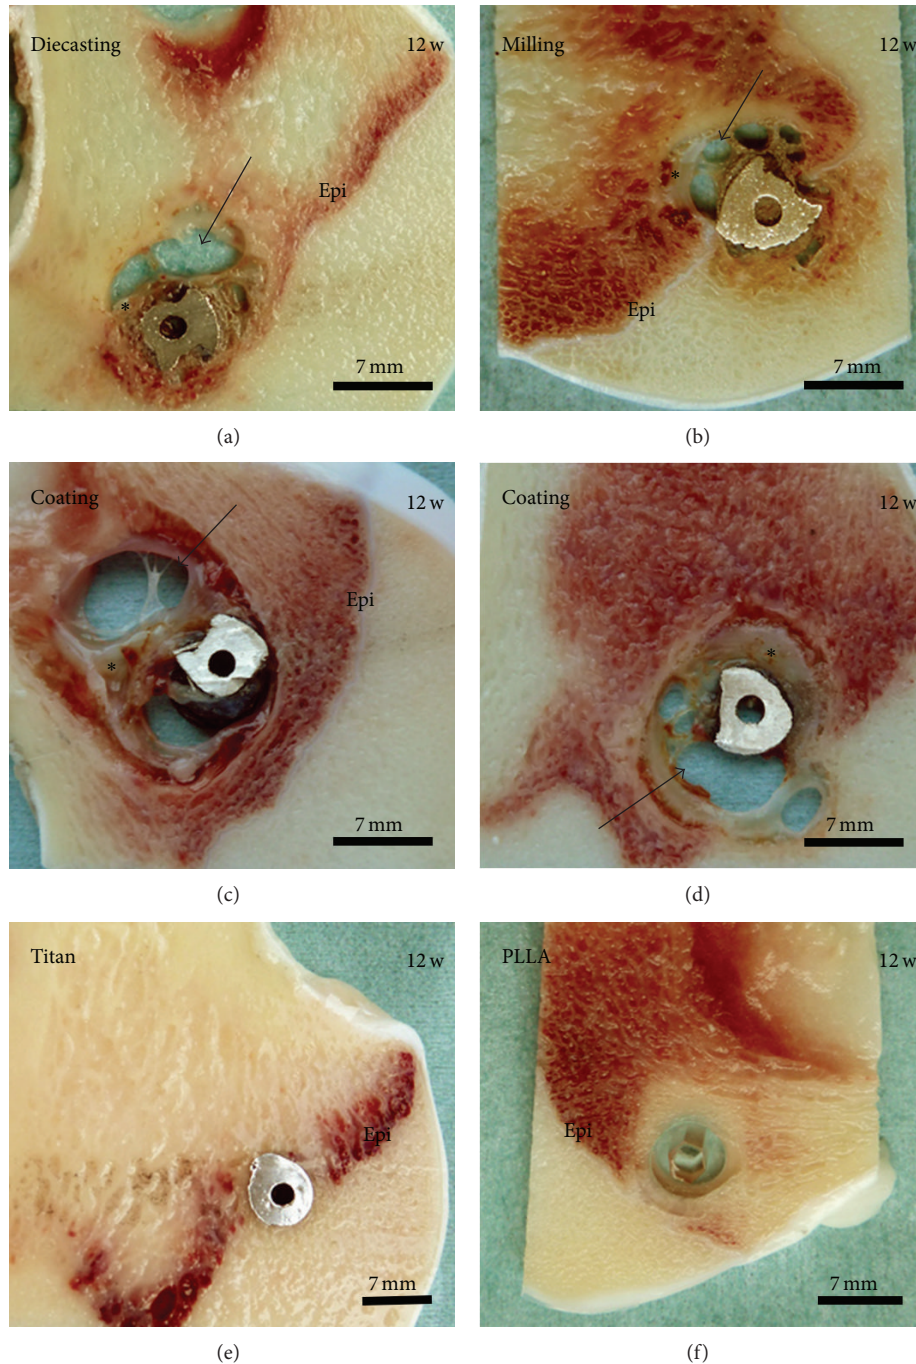 Diecasting 12 w
Epi
*
7 mm
(a)
Milling 12 w
*
Epi
7 mm
(b)
Coating 12 w
Epi
*
7 mm
(c)
Coating 12 w
*
7 mm
(d)
Titan 12 w
Epi
7 mm
(e)
PLLA 12 w
Epi
7 mm
(f)